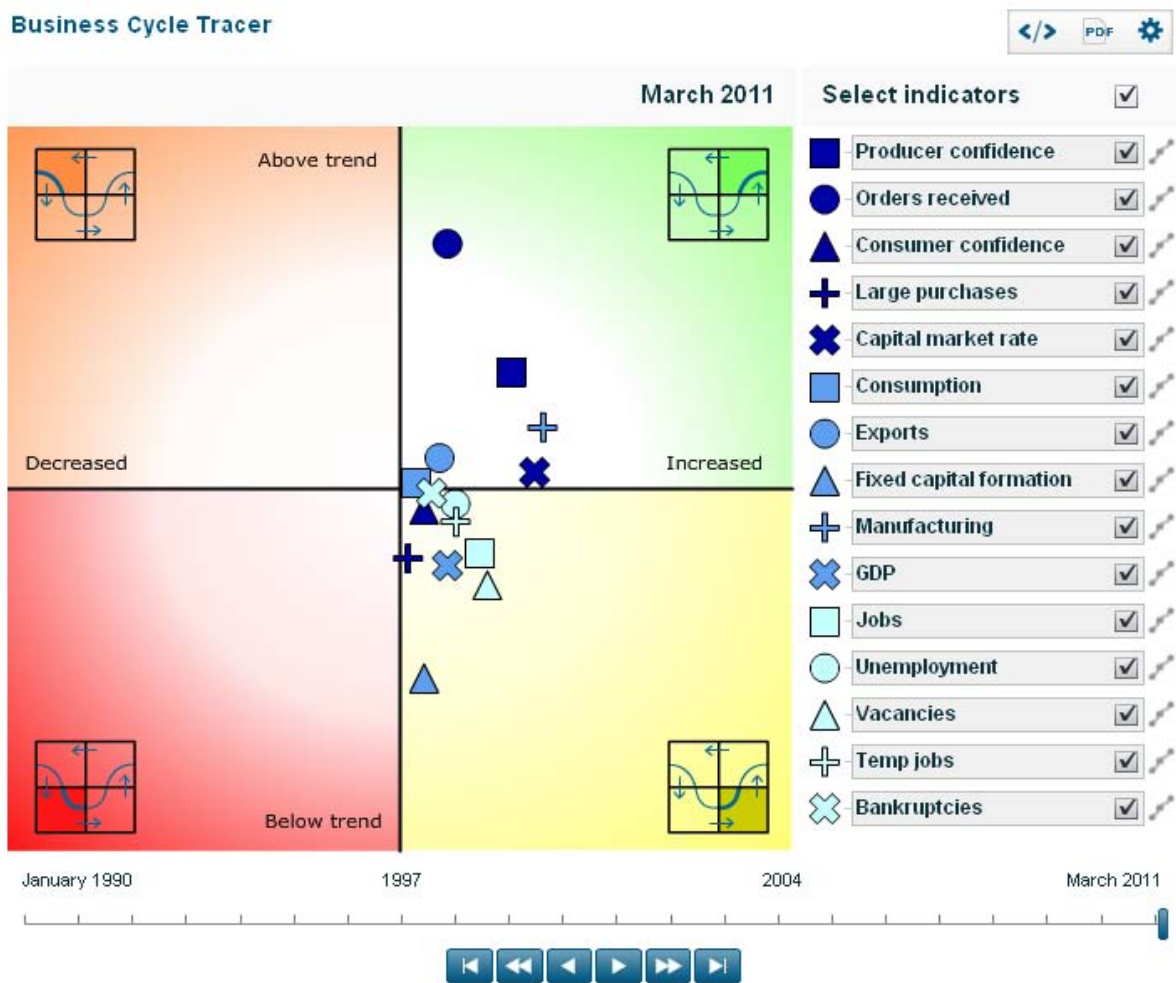 Business Cycle Tracer
</>
PDF
March 2011
Select indicators
Above trend
Decreased
Increased
Below trend
Producer confidence
Orders received
Consumer confidence
Large purchases
Capital market rate
Consumption
Exports
Fixed capital formation
Manufacturing
GDP
Jobs
Unemployment
Vacancies
Temp jobs
Bankruptcies
January 1990 1997 2004 March 2011